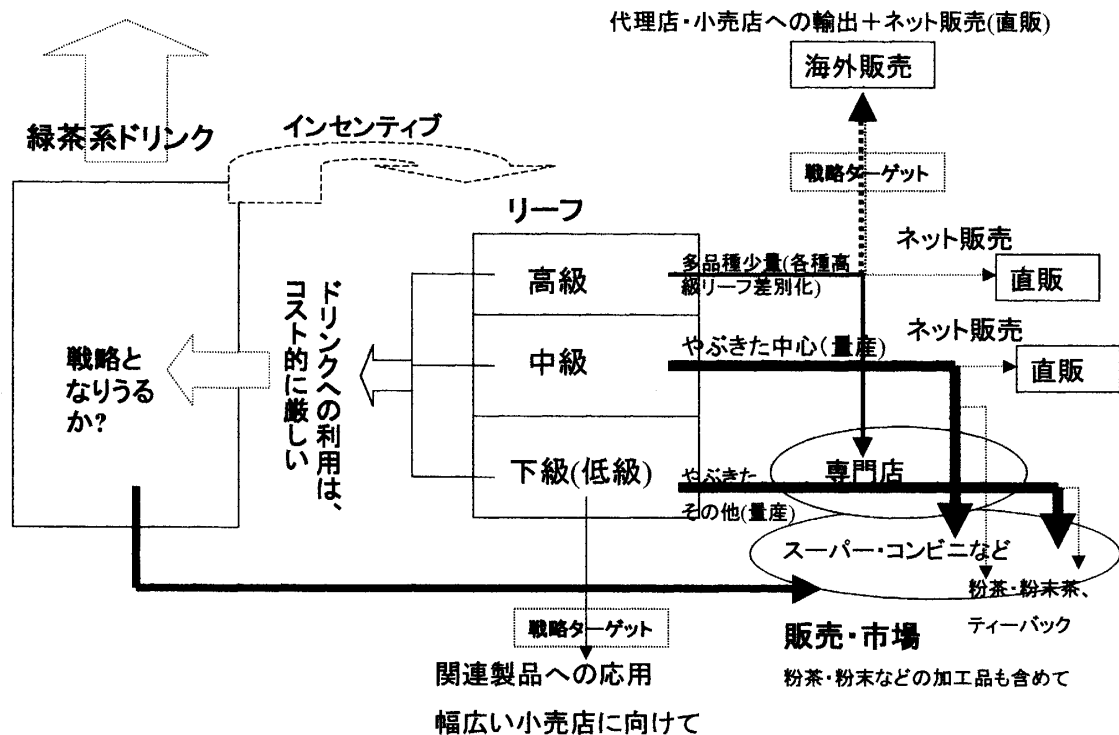 代理店・小売店への輸出＋ネット販売(直販)
海外販売
緑茶系ドリンク
インセンティブ
戦略ターゲット
リーフ
ネット販売
高級
多品種少量(各種高
級リーフ差別化)
直販
ネット販売
中級
やぶきた中心(量産)
直販
戦略と
なりうる
か?
ドリンクへの利用は、
コスト的に厳しい
下級(低級)
やぶきた、
その他(量産)
専門店
スーパー・コンビニなど
粉茶・粉末茶、
ティーバック
戦略ターゲット
販売・市場
関連製品への応用
粉茶・粉末などの加工品も含めて
幅広い小売店に向けて